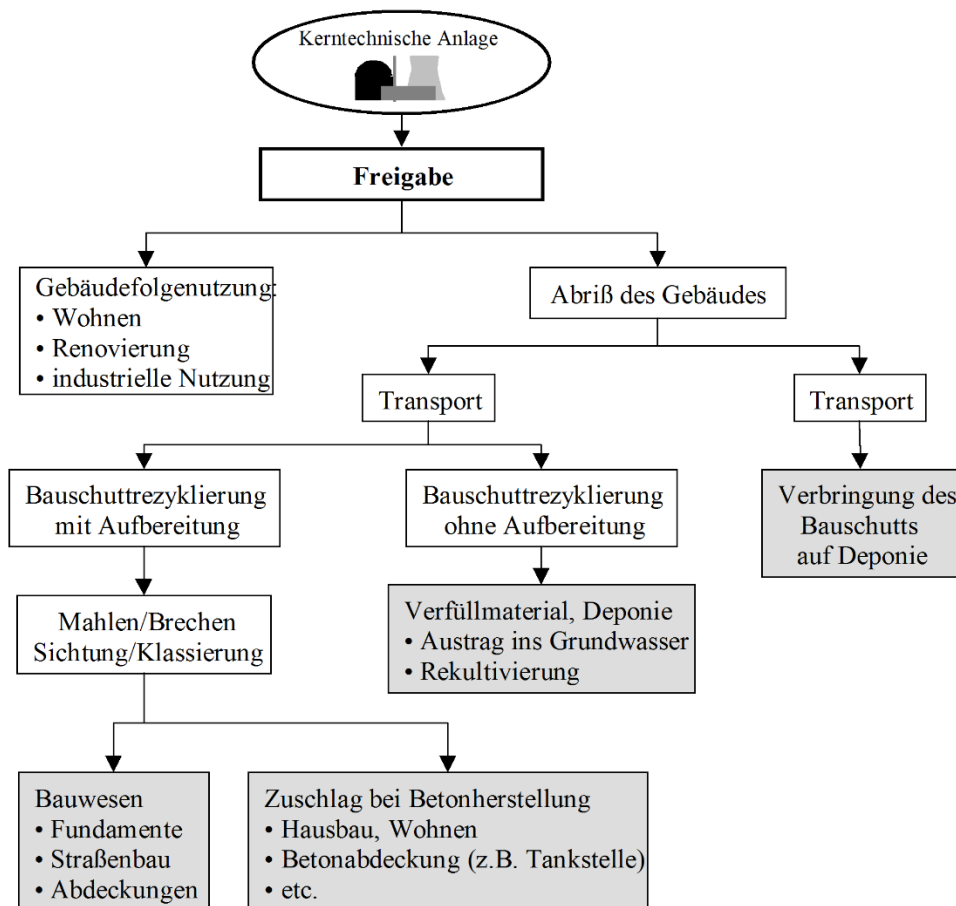 Kerntechnische Anlage
Freigabe
Gebäudefolgenutzung:
• Wohnen
• Renovierung
• industrielle Nutzung
Abriß des Gebäudes
Transport
Transport
Bauschuttrezyklierung
mit Aufbereitung
Bauschuttrezyklierung
ohne Aufbereitung
Verbringung des
Bauschutts
auf Deponie
Mahlen/Brechen
Sichtung/Klassierung
Verfüllmaterial, Deponie
• Austrag ins Grundwasser
• Rekultivierung
Bauwesen
• Fundamente
• Straßenbau
• Abdeckungen
Zuschlag bei Betonherstellung
• Hausbau, Wohnen
• Betonabdeckung (z.B. Tankstelle)
• etc.